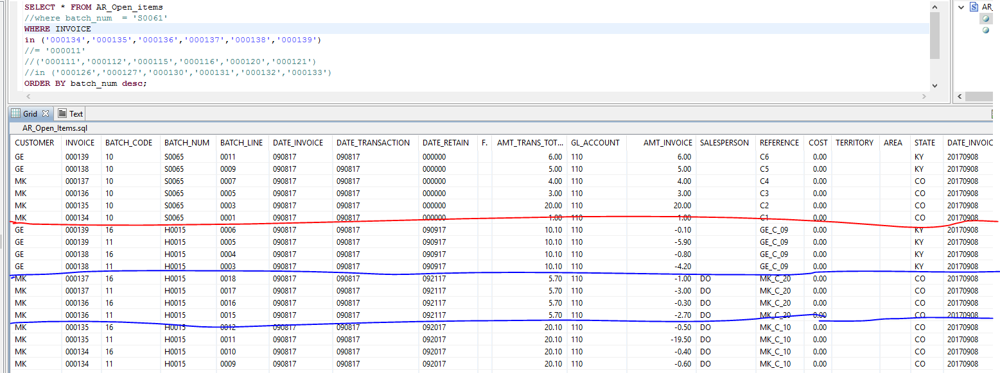 SELECT * FROM AR_Open_items
//where batch_num = 'S0061'
WHERE INVOICE
in ('000134','000135','000136','000137','000138','000139')
//= '000011'
//('000111','000112','000115','000116','000120','000121')
//in ('000126','000127','000130','000131','000132','000133')
ORDER BY batch_num desc;
S AR_
Grid Text
AR_Open_Items.sql
CUSTOMER INVOICE BATCH_CODE BATCH_NUM BATCH_LINE DATE_INVOICE DATE_TRANSACTION DATE_RETAIN F. AMT_TRANS_TOT... GL_ACCOUNT AMT_INVOICE SALESPERSON REFERENCE COST TERRITORY AREA STATE DATE_INVOIC
GE 000139 10 S0065 0011 090817 090817 000000 6.00 110 6.00 C6 0.00 KY 20170908
GE 000138 10 S0065 0009 090817 090817 000000 5.00 110 5.00 C5 0.00 KY 20170908
MK 000137 10 S0065 0007 090817 090817 000000 4.00 110 4.00 C4 0.00 CO 20170908
MK 000136 10 S0065 0005 090817 090817 000000 3.00 110 3.00 C3 0.00 CO 20170908
MK 000135 10 S0065 0003 090817 090817 000000 20.00 110 20.00 C2 0.00 CO 20170908
MK 000134 10 S0065 0001 090817 090817 000000 1.00 110 1.00 C1 0.00 CO 20170908
GE 000139 16 H0015 0006 090817 090817 090917 10.10 110 -0.10 GE_C_09 0.00 KY 20170908
GE 000139 11 H0015 0005 090817 090817 090917 10.10 110 -5.90 GE_C_09 0.00 KY 20170908
GE 000138 16 H0015 0004 090817 090817 090917 10.10 110 -0.80 GE_C_09 0.00 KY 20170908
GE 000138 11 H0015 0003 090817 090817 090917 10.10 110 -4.20 GE_C_09 0.00 KY 20170908
MK 000137 16 H0015 0018 090817 090817 092117 5.70 110 -1.00 DO MK_C_20 0.00 CO 20170908
MK 000137 11 H0015 0017 090817 090817 092117 5.70 110 -3.00 DO MK_C_20 0.00 CO 20170908
MK 000136 16 H0015 0016 090817 090817 092117 5.70 110 -0.30 DO MK_C_20 0.00 CO 20170908
MK 000136 11 H0015 0015 090817 090817 092117 5.70 110 -2.70 DO MK_C_20 0.00 CO 20170908
MK 000135 16 H0015 0012 090817 090817 092017 20.10 110 -0.50 DO MK_C_10 0.00 CO 20170908
MK 000135 11 H0015 0011 090817 090817 092017 20.10 110 -19.50 DO MK_C_10 0.00 CO 20170908
MK 000134 16 H0015 0010 090817 090817 092017 20.10 110 -0.40 DO MK_C_10 0.00 CO 20170908
MK 000134 11 H0015 0009 090817 090817 092017 20.10 110 -0.60 DO MK_C_10 0.00 CO 20170908